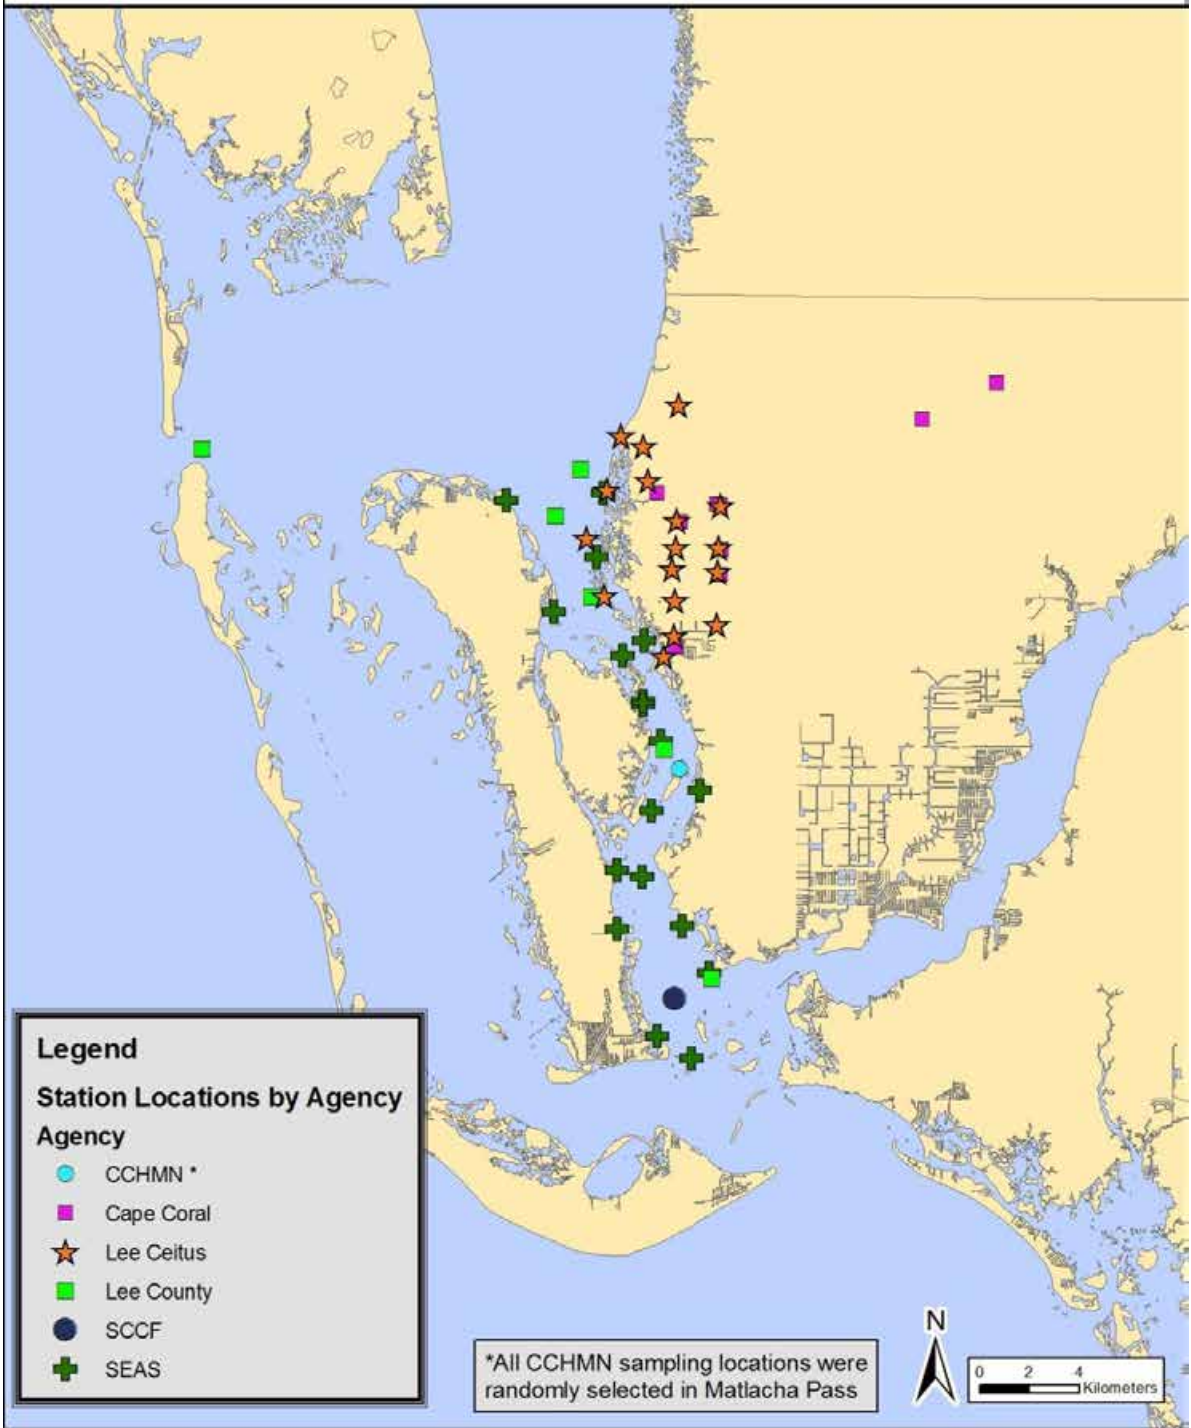 Legend
Station Locations by Agency
Agency
CCHMN *
Cape Coral
Lee Ceitus
Lee County
SCCF
SEAS
*All CCHMN sampling locations were
randomly selected in Matlacha Pass
N
0 2 4
Kilometers